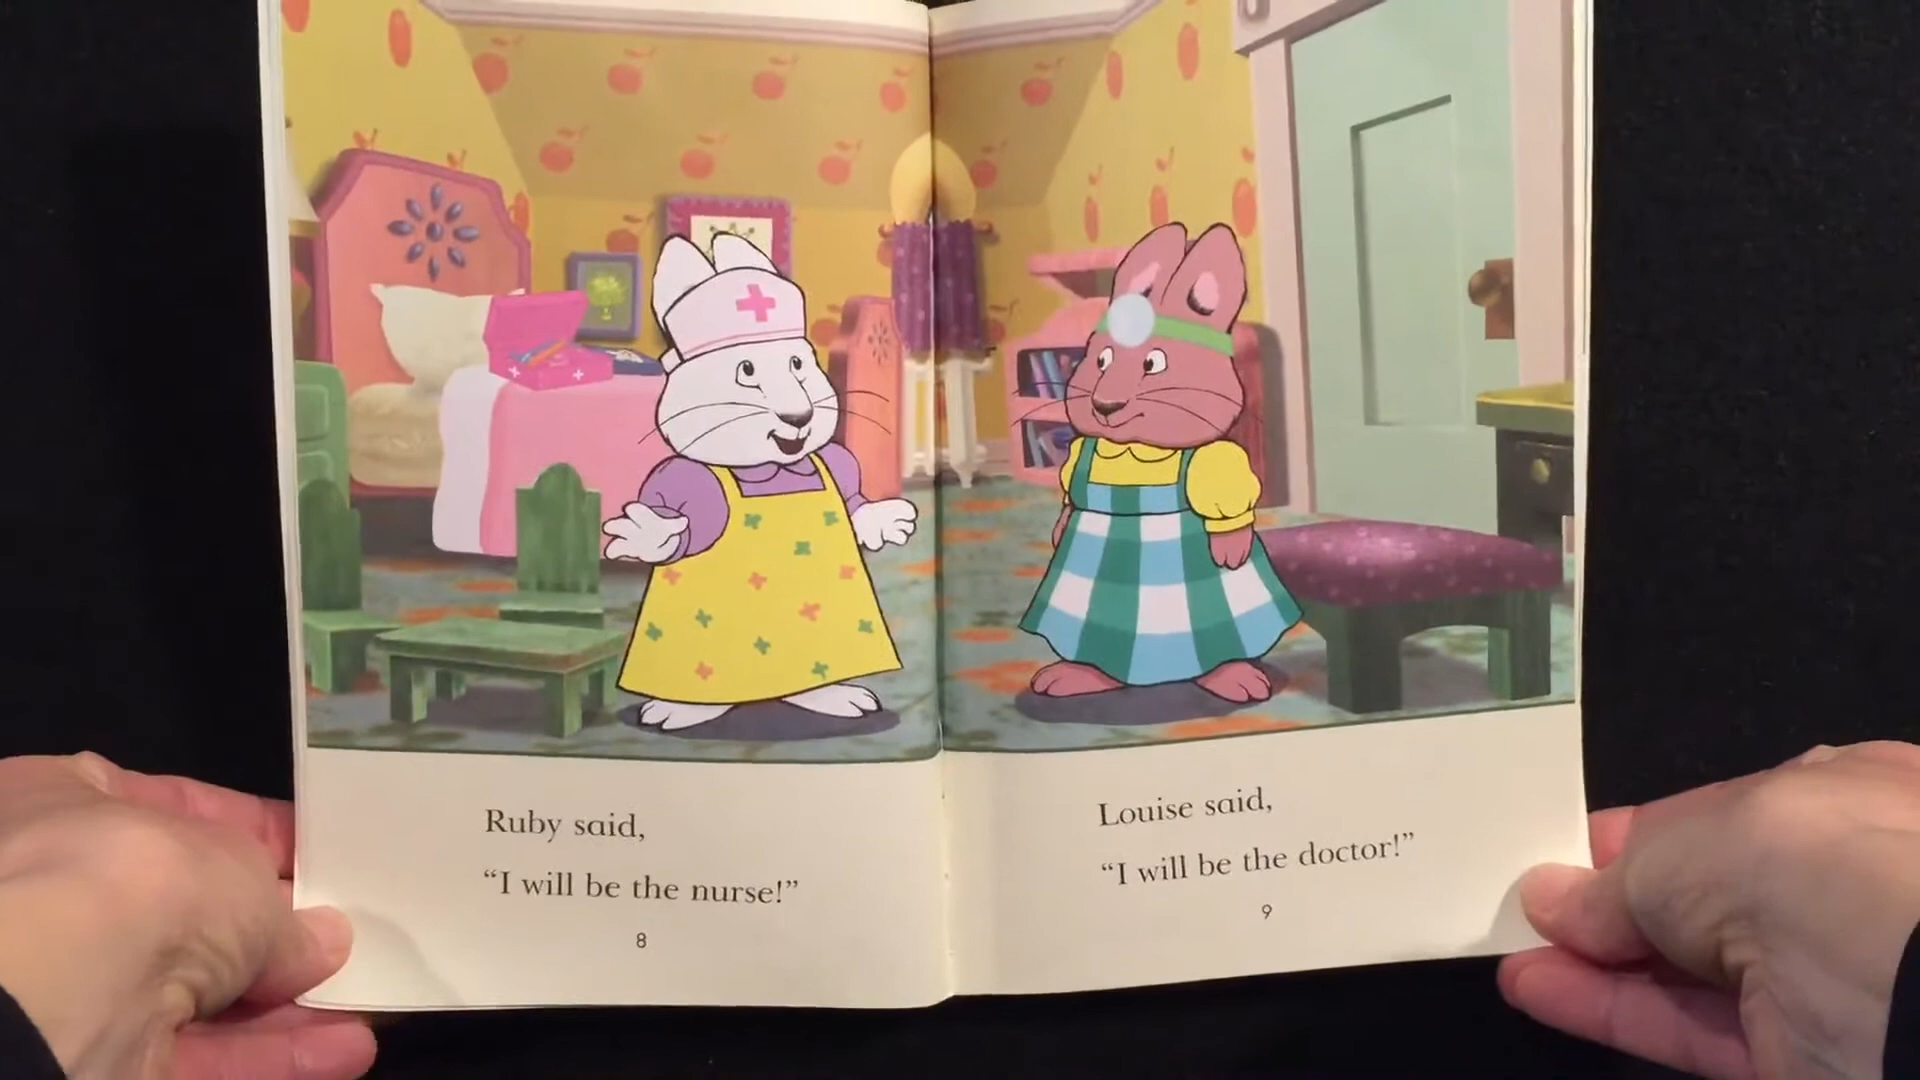 Ruby said,
“I will be the nurse!”
8
Louise said,
“I will be the doctor!”
9